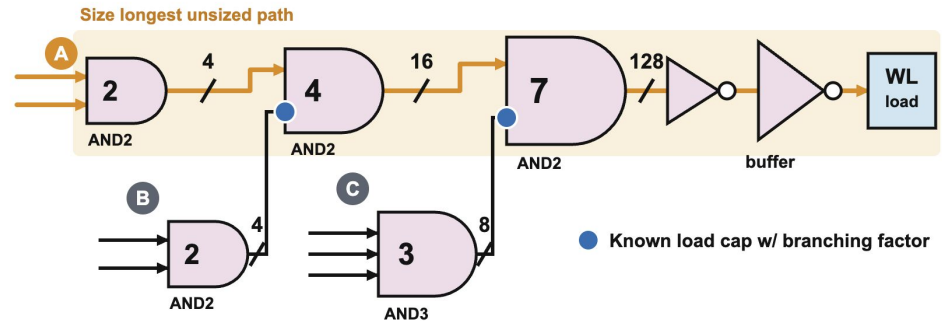 Size longest unsized path
A
2
AND2
4
4
AND2
16
7
AND2
128
buffer
WL
load
B
2
AND2
4
C
3
AND3
8
Known load cap w/ branching factor